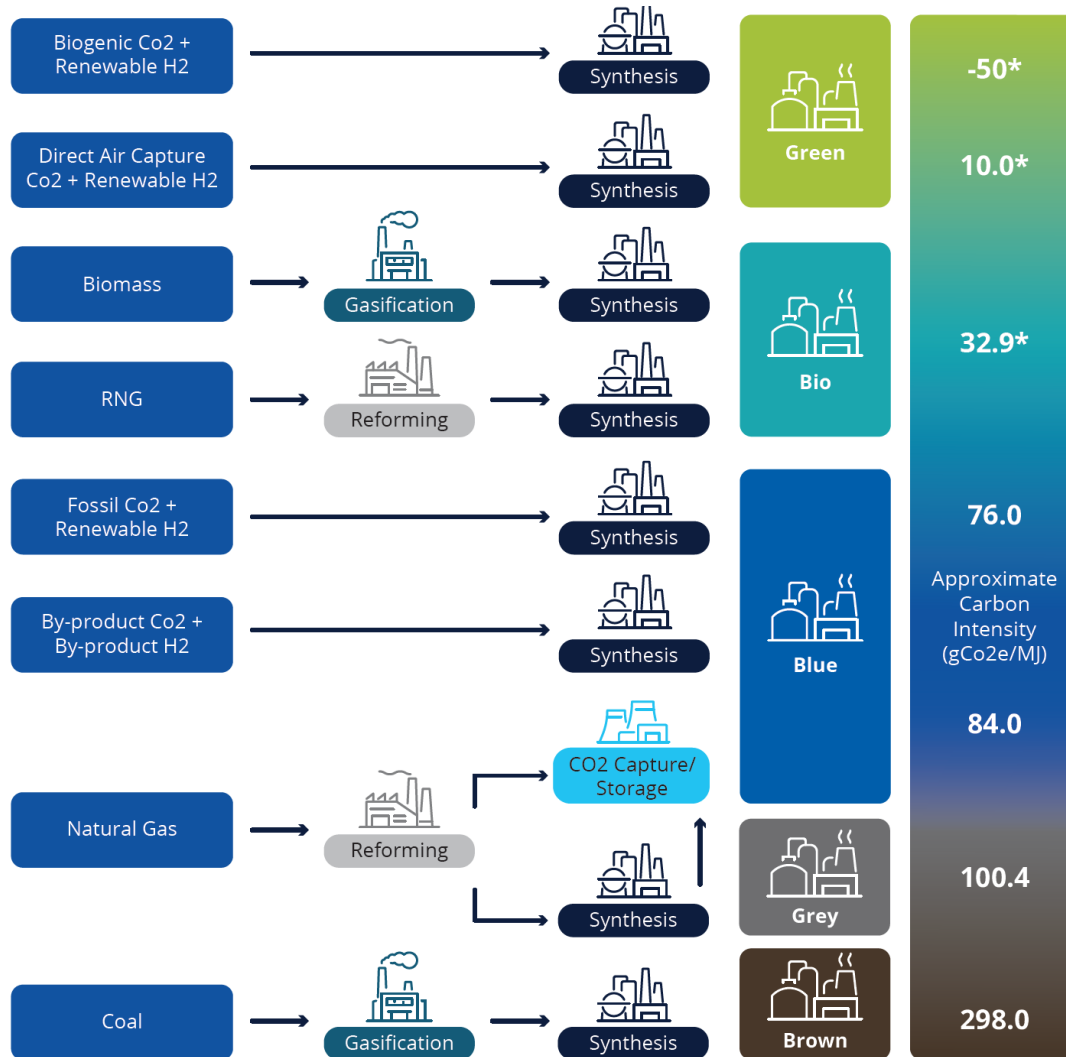 Biogenic Co2 +
Renewable H2
Synthesis
-50*
Green
Direct Air Capture
Co2 + Renewable H2
Synthesis
10.0*
Biomass
Gasification
Synthesis
32.9*
Bio
RNG
Reforming
Synthesis
Fossil Co2 +
Renewable H2
Synthesis
76.0
Approximate
Carbon
Intensity
(gCo2e/MJ)
By-product Co2 +
By-product H2
Synthesis
Blue
84.0
CO2 Capture/
Storage
Natural Gas
Reforming
Synthesis
Grey
100.4
Coal
Gasification
Synthesis
Brown
298.0